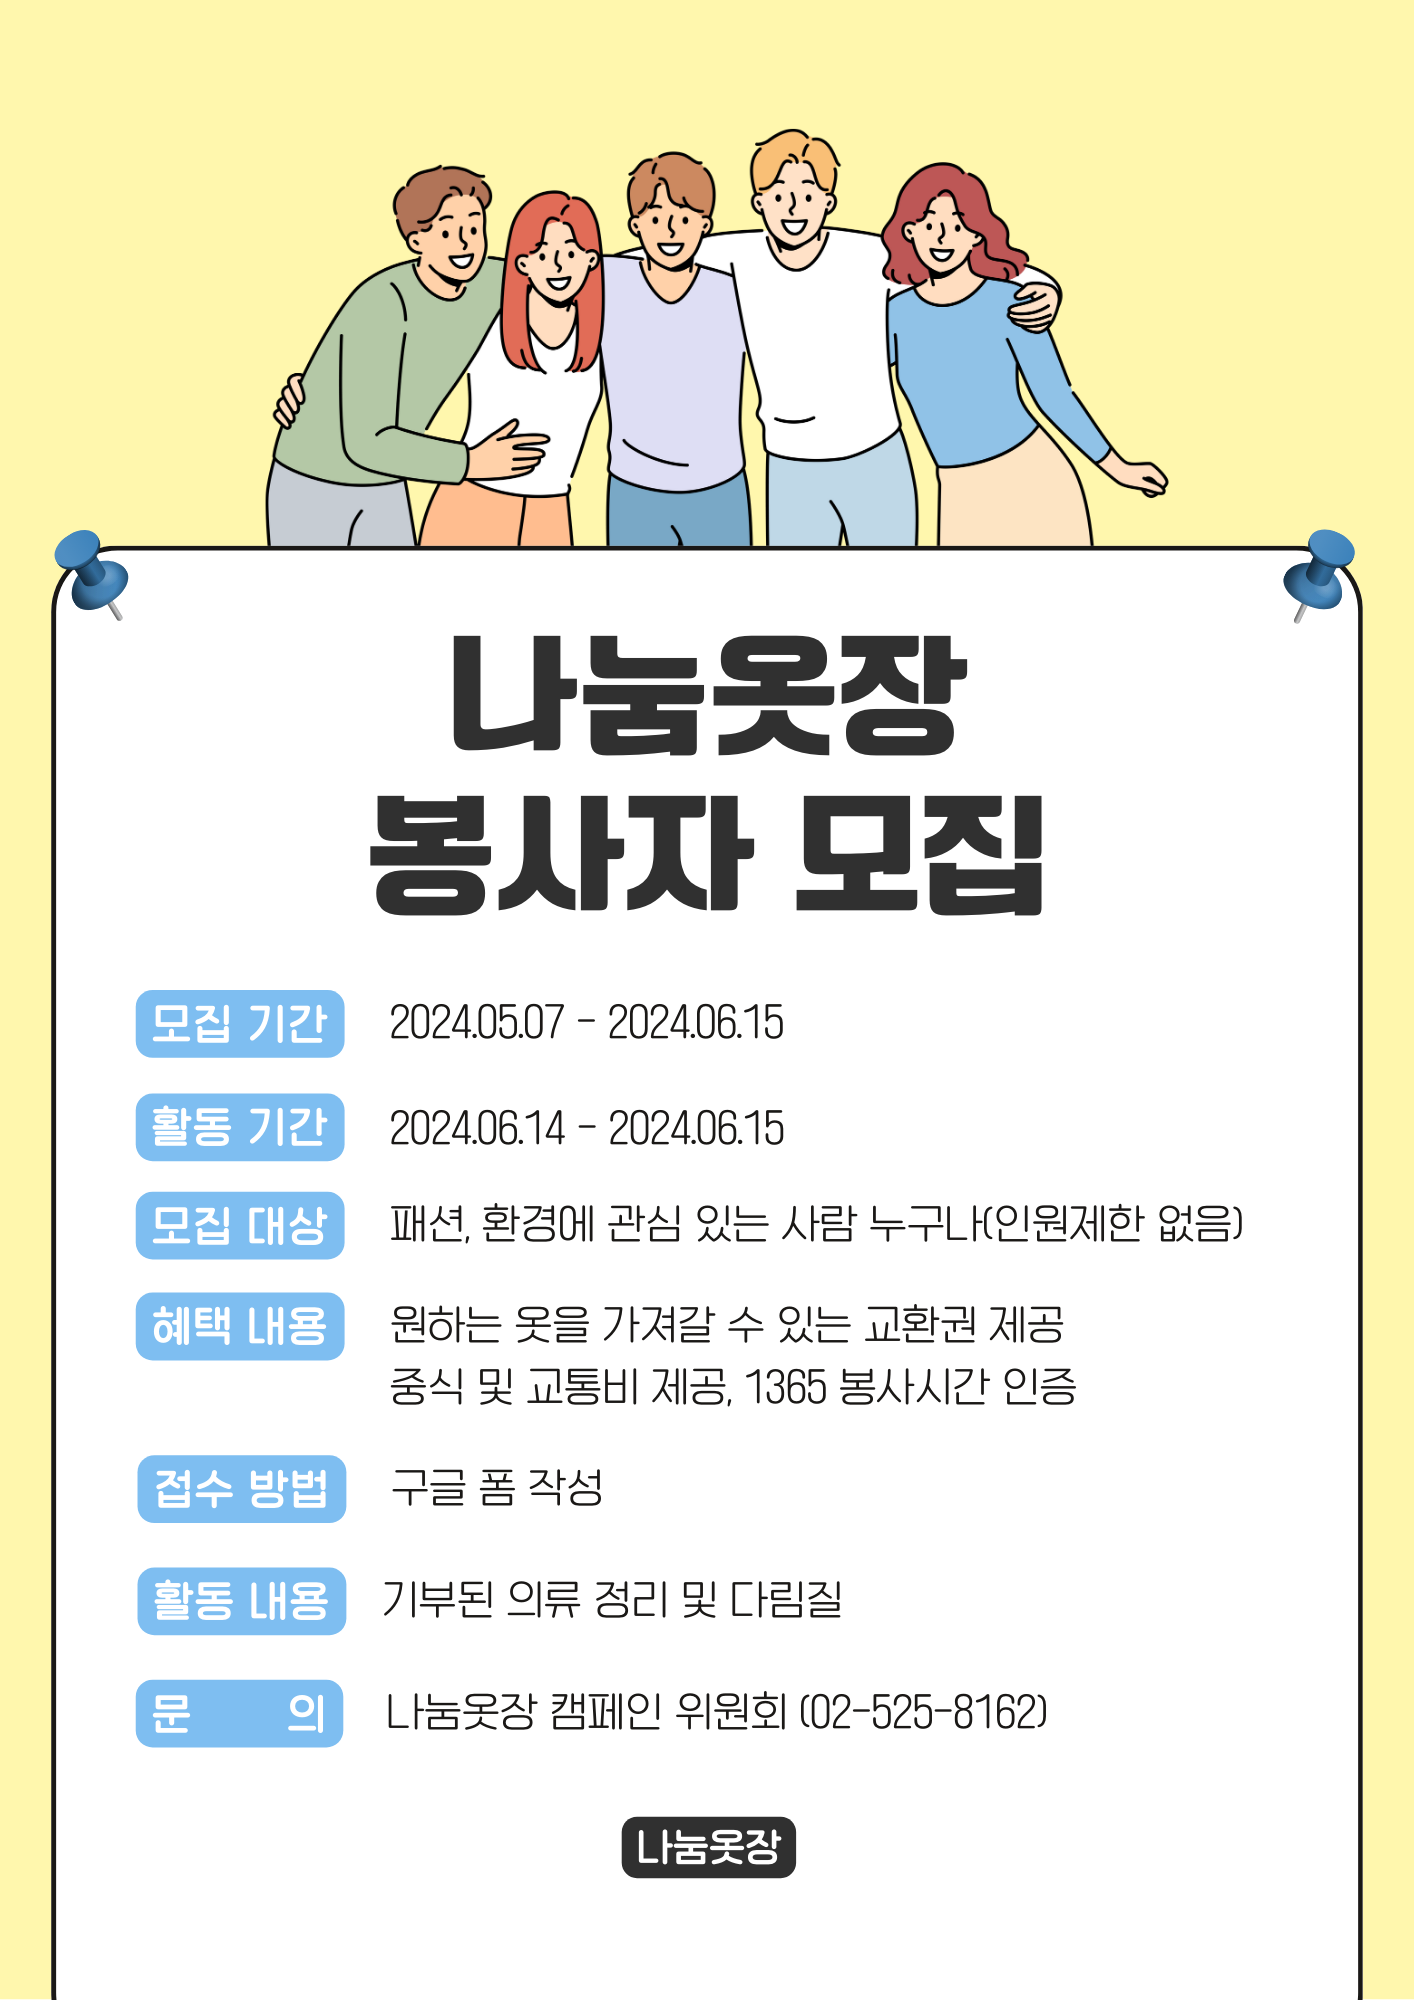 나눔옷장
봉사자 모집
모집 기간 2024.05.07 - 2024.06.15
활동 기간 2024.06.14 - 2024.06.15
모집 대상 패션, 환경에 관심 있는 사람 누구나(인원제한 없음)
혜택 내용 원하는 옷을 가져갈 수 있는 교환권 제공
중식 및 교통비 제공, 1365 봉사시간 인증
접수 방법 구글 폼 작성
활동 내용 기부된 의류 정리 및 다림질
문 의 나눔옷장 캠페인 위원회 (02-525-8162)
나눔옷장